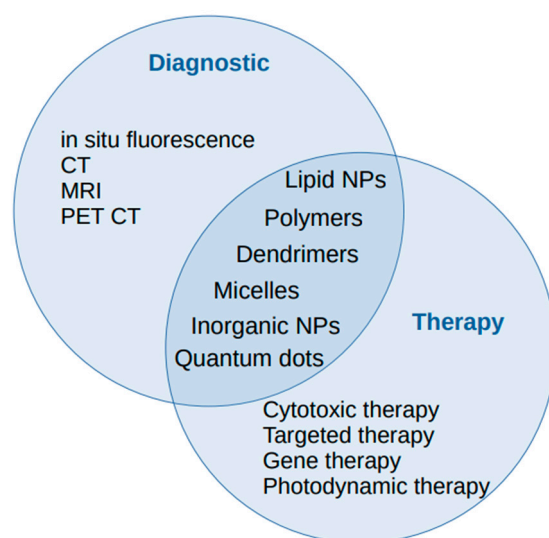 Diagnostic
in situ fluorescence
CT
MRI
PET CT
Lipid NPs
Polymers
Dendrimers
Micelles
Inorganic NPs
Quantum dots
Therapy
Cytotoxic therapy
Targeted therapy
Gene therapy
Photodynamic therapy